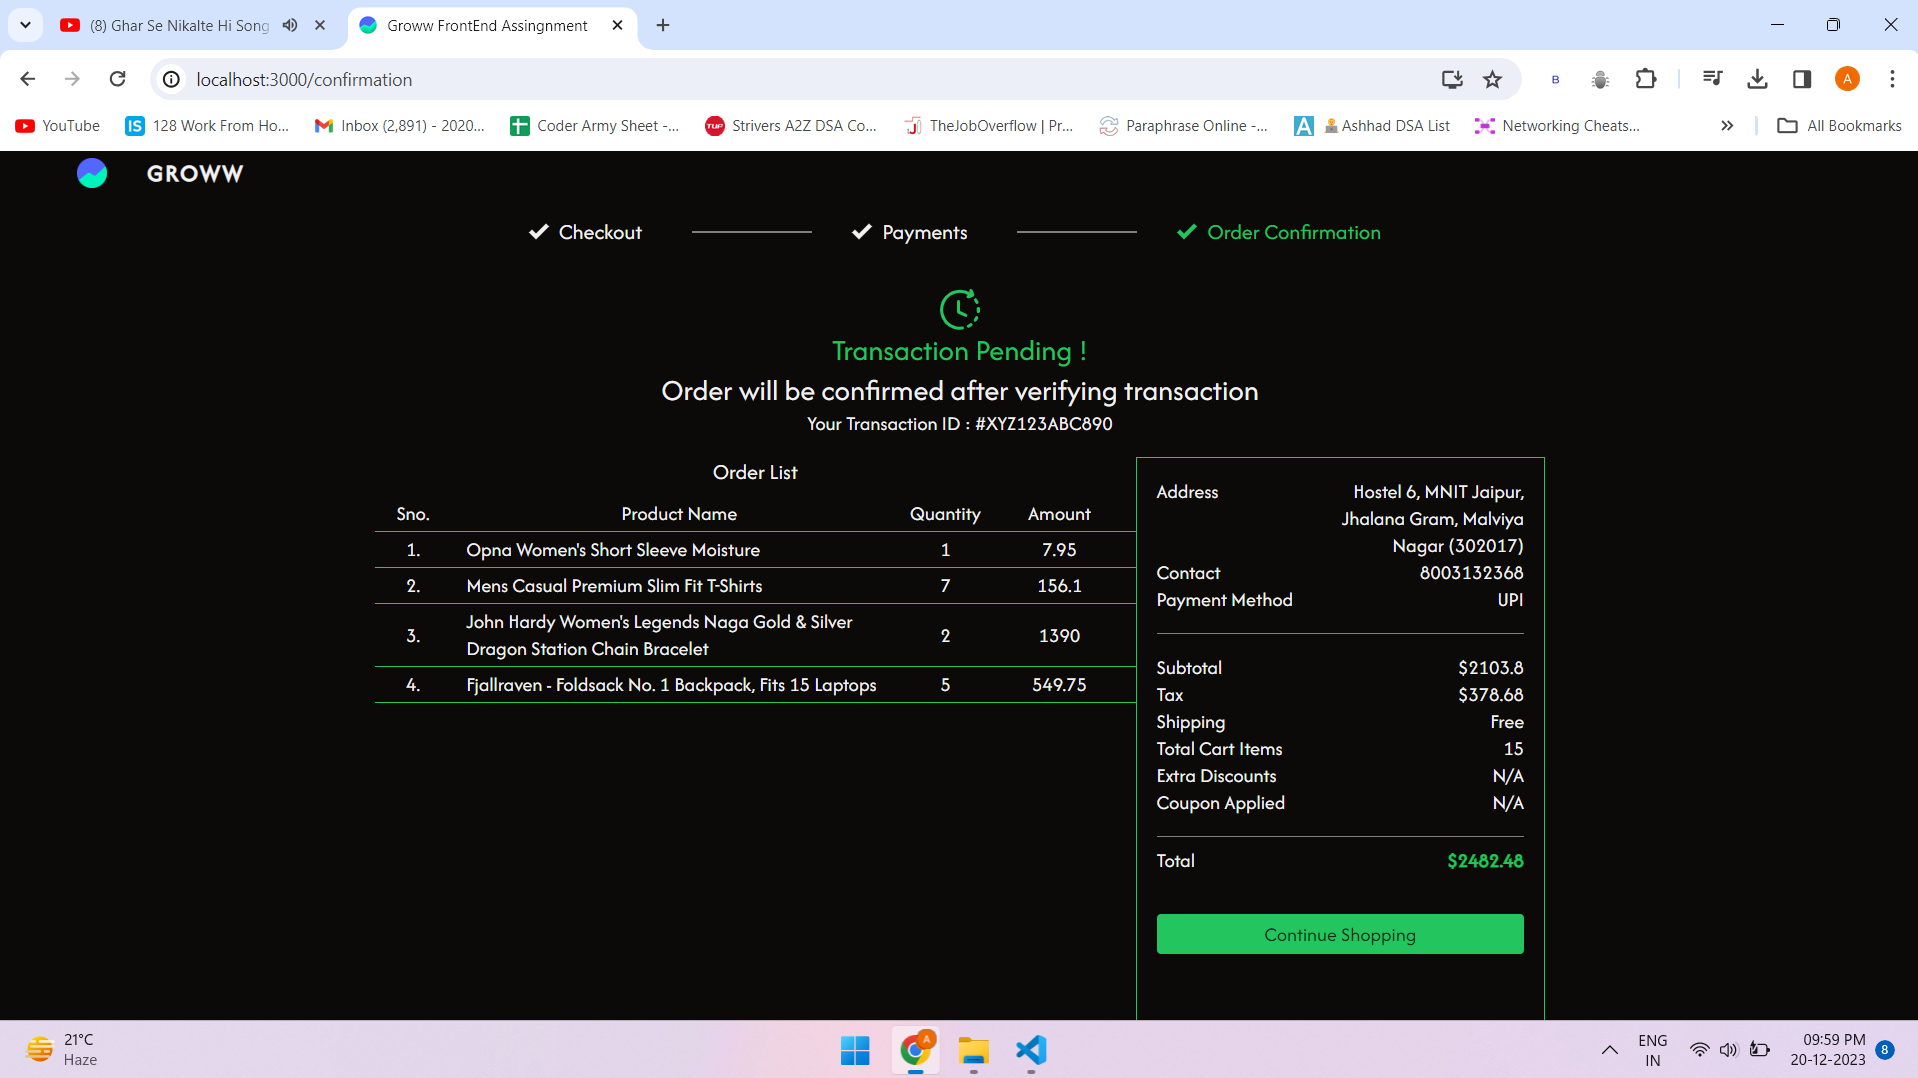 (8) Ghar Se Nikalte Hi Song
Groww FrontEnd Assingnment
localhost:3000/confirmation
B
A
YouTube
IS 128 Work From Ho...
Inbox (2,891) - 2020...
Coder Army Sheet -...
TUF Strivers A2Z DSA Co...
TheJobOverflow | Pr...
Paraphrase Online -...
A Ashhad DSA List
Networking Cheats...
All Bookmarks
GROWW
Checkout
Payments
Order Confirmation
Transaction Pending !
Order will be confirmed after verifying transaction
Your Transaction ID : #XYZ123ABC890
Order List
Sno. Product Name Quantity Amount
1. Opna Women's Short Sleeve Moisture 1 7.95
2. Mens Casual Premium Slim Fit T-Shirts 7 156.1
3. John Hardy Women's Legends Naga Gold & Silver
Dragon Station Chain Bracelet 2 1390
4. Fjallraven - Foldsack No. 1 Backpack, Fits 15 Laptops 5 549.75
Address Hostel 6, MNIT Jaipur,
Jhalana Gram, Malviya
Nagar (302017)
Contact 8003132368
Payment Method UPI
Subtotal $2103.8
Tax $378.68
Shipping Free
Total Cart Items 15
Extra Discounts N/A
Coupon Applied N/A
Total $2482.48
Continue Shopping
21°C
Haze
A
ENG
IN
09:59 PM
20-12-2023
8